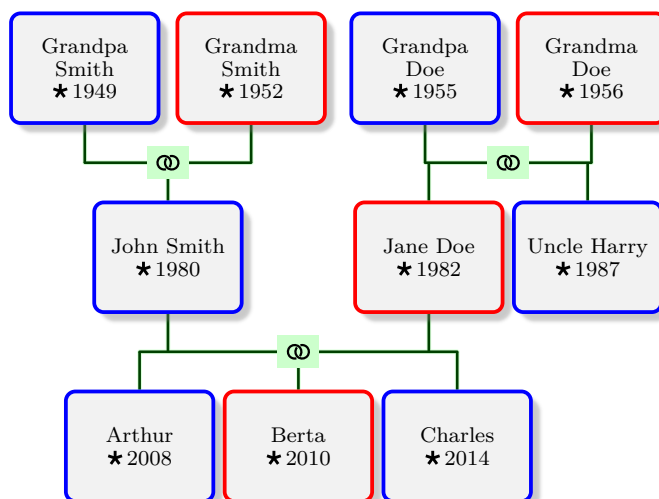 Grandpa
Smith
★ 1949
Grandma
Smith
★ 1952
Grandpa
Doe
★ 1955
Grandma
Doe
★ 1956
John Smith
★ 1980
Jane Doe
★ 1982
Uncle Harry
★ 1987
Arthur
★ 2008
Berta
★ 2010
Charles
★ 2014